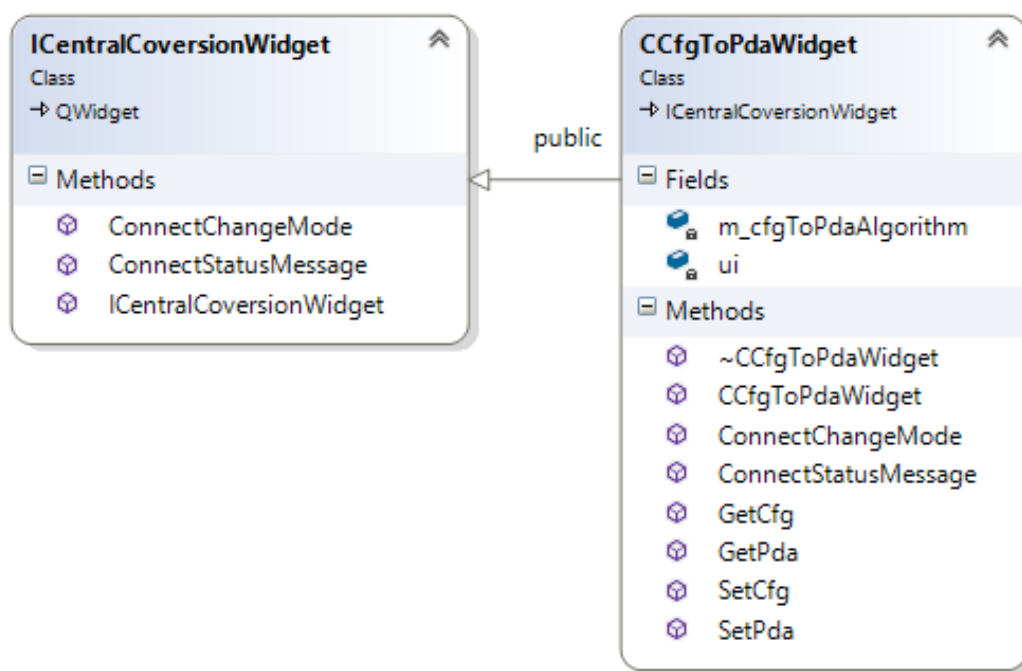 ICentralCoversionWidget
Class
QWidget
Methods
ConnectChangeMode
ConnectStatusMessage
ICentralCoversionWidget
public
CCfgToPdaWidget
Class
ICentralCoversionWidget
Fields
m_cfgToPdaAlgorithm
ui
Methods
~CCfgToPdaWidget
CCfgToPdaWidget
ConnectChangeMode
ConnectStatusMessage
GetCfg
GetPda
SetCfg
SetPda